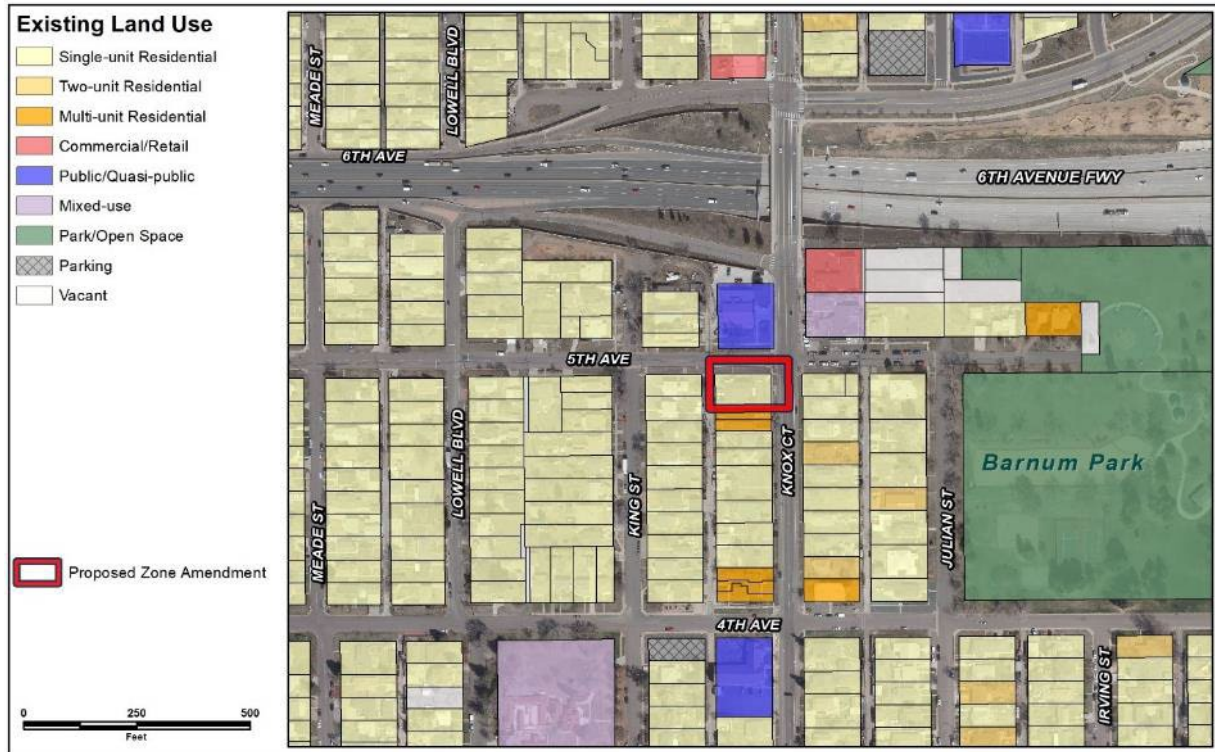 Existing Land Use
Single-unit Residential
Two-unit Residential
Multi-unit Residential
Commercial/Retail
Public/Quasi-public
Mixed-use
Park/Open Space
Parking
Vacant
Proposed Zone Amendment
0 250 500
Feet
MEADE ST
LOWELL BLVD
6TH AVE
6TH AVENUE FWY
5TH AVE
MEADE ST
LOWELL BLVD
KING ST
KNOX CT
JULIAN ST
Barnum Park
4TH AVE
IRVING ST